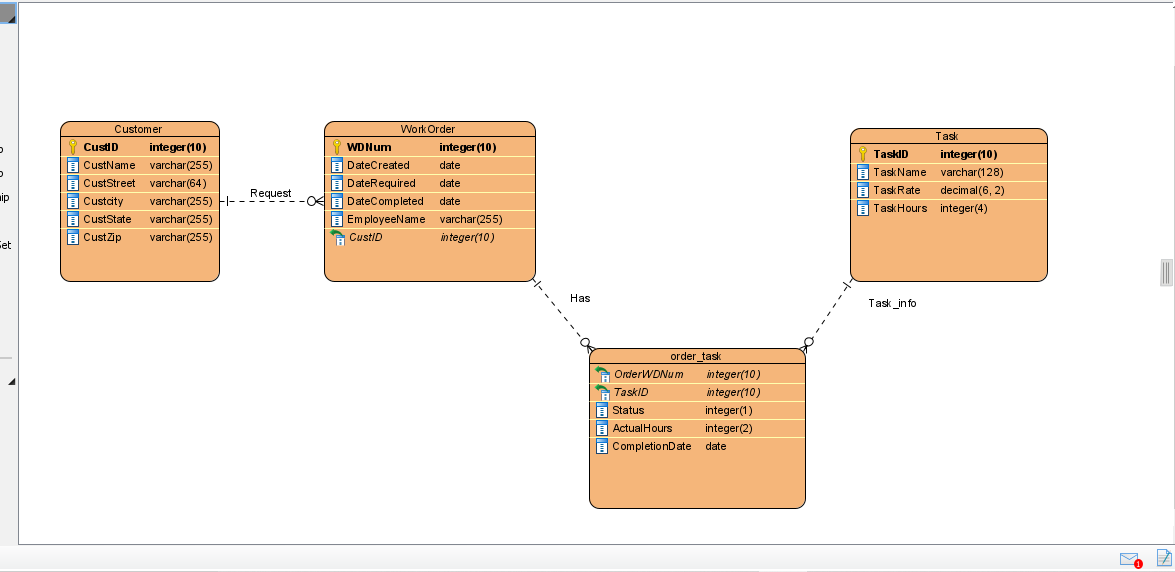 Customer
CustID integer(10)
CustName varchar(255)
CustStreet varchar(64)
Custcity varchar(255)
CustState varchar(255)
CustZip varchar(255)
Request
WorkOrder
WDNum integer(10)
DateCreated date
DateRequired date
DateCompleted date
EmployeeName varchar(255)
CustID integer(10)
Task
TaskID integer(10)
TaskName varchar(128)
TaskRate decimal(6, 2)
TaskHours integer(4)
Has
Task_info
order_task
OrderWDNum integer(10)
TaskID integer(10)
Status integer(1)
ActualHours integer(2)
CompletionDate date
o
o
ip
Set
1